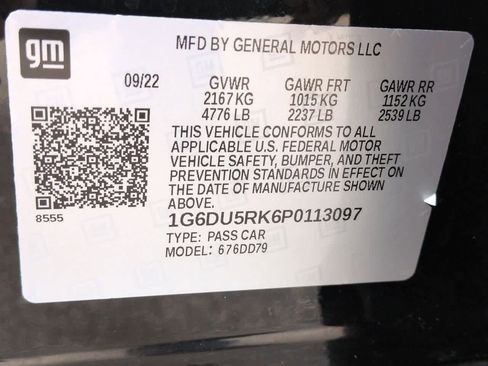 gm
MFD BY GENERAL MOTORS LLC
09/22 GVWR GAWR FRT GAWR RR
2167 KG 1015 KG 1152 KG
4776 LB 2237 LB 2539 LB
THIS VEHICLE CONFORMS TO ALL
APPLICABLE U.S. FEDERAL MOTOR
VEHICLE SAFETY, BUMPER, AND THEFT
PREVENTION STANDARDS IN EFFECT ON
THE DATE OF MANUFACTURE SHOWN
ABOVE.
8555
1G6DU5RK6P0113097
TYPE: PASS CAR
MODEL: 676DD79